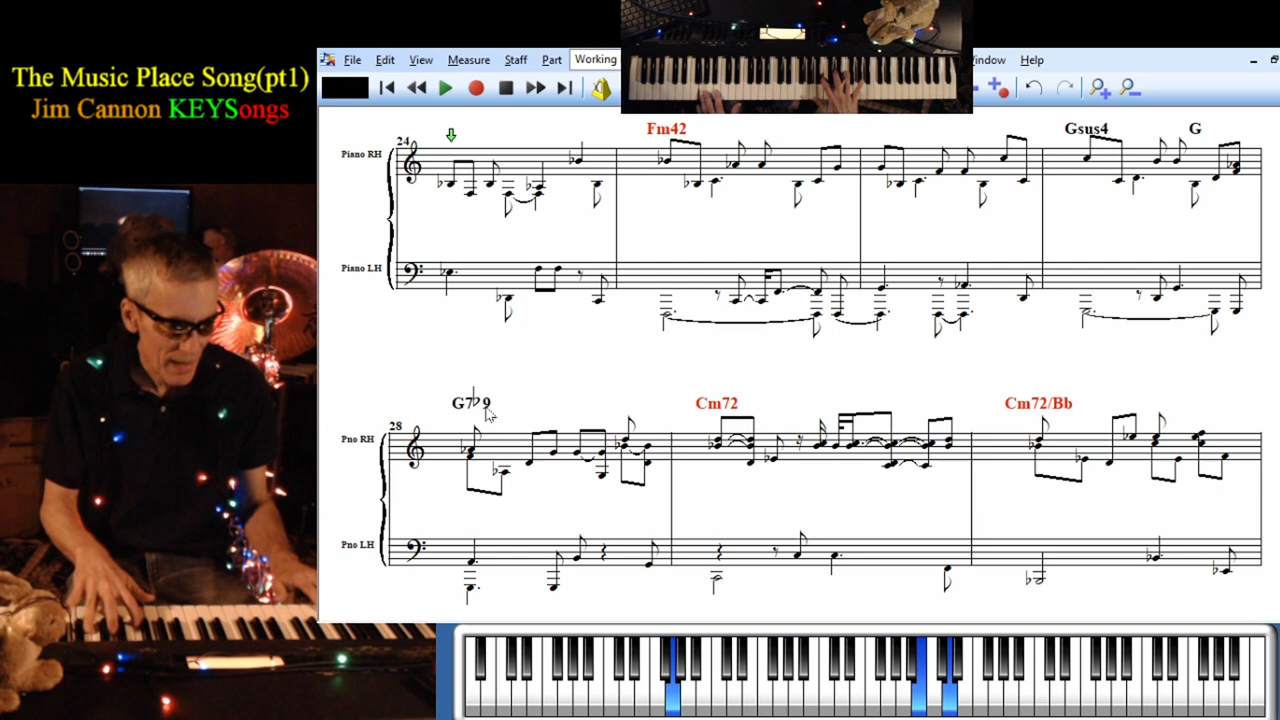 The Music Place Song(pt1)
Jim Cannon KEYSongs
File Edit View Measure Staff Part Working indow Help
24
Fm42 Gsus4 G
Piano RH
Piano LH
G7♭9 Cm72 Cm72/Bb
28
Pno RH
Pno LH